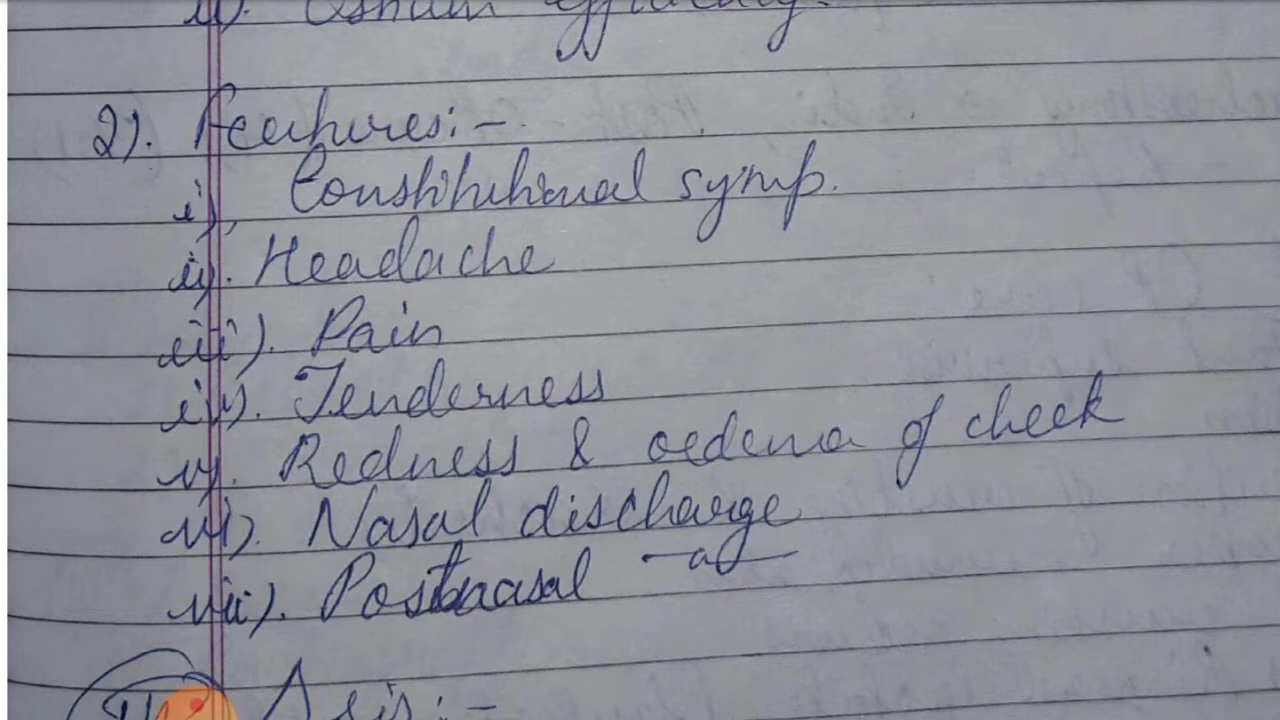 2). Features:-
i), Constitutional symp.
ii). Headache
iii). Pain
iv). Tenderness
v). Redness & oedema of cheek
vi). Nasal discharge
vii). Postnasal —"—